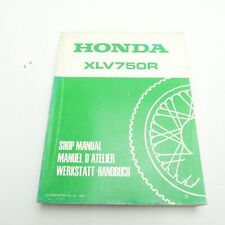 HONDA
XLV750R
SHOP MANUAL
MANUEL D'ATELIER
WERKSTATT-HANDBUCH